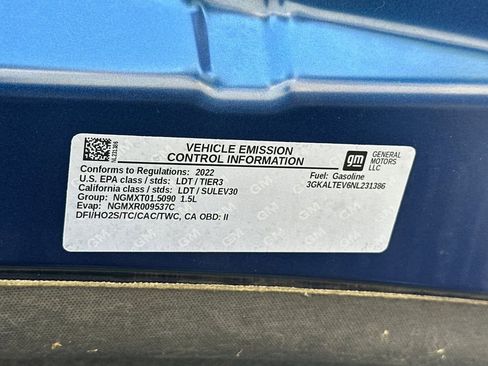 NL231386
VEHICLE EMISSION
CONTROL INFORMATION
gm
GENERAL
MOTORS
LLC
Conforms to Regulations: 2022
Fuel: Gasoline
U.S. EPA class / stds: LDT / TIER3
3GKALTEV6NL231386
California class / stds: LDT / SULEV30
Group: NGMXT01.5090 1.5L
Evap: NGMXR009537C
DFI/HO2S/TC/CAC/TWC, CA OBD: II